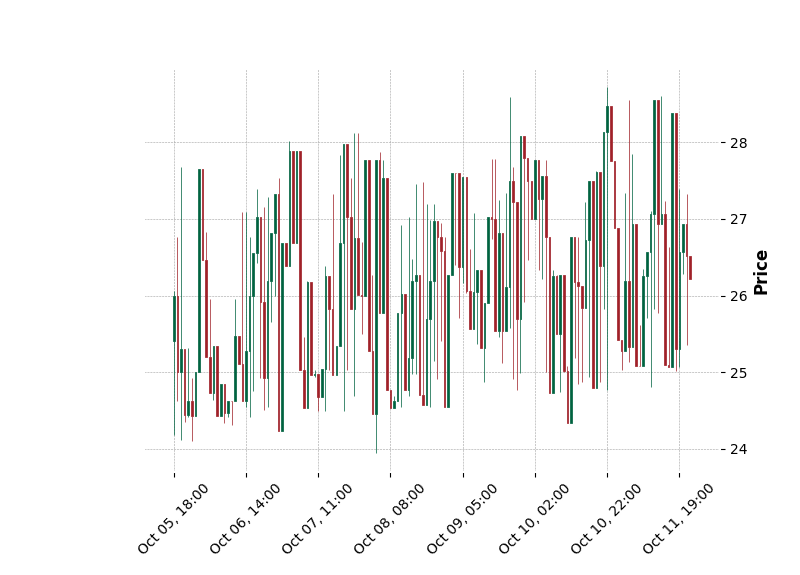 28
27
26
25
24
Price
Oct 05, 18:00
Oct 06, 14:00
Oct 07, 11:00
Oct 08, 08:00
Oct 09, 05:00
Oct 10, 02:00
Oct 10, 22:00
Oct 11, 19:00